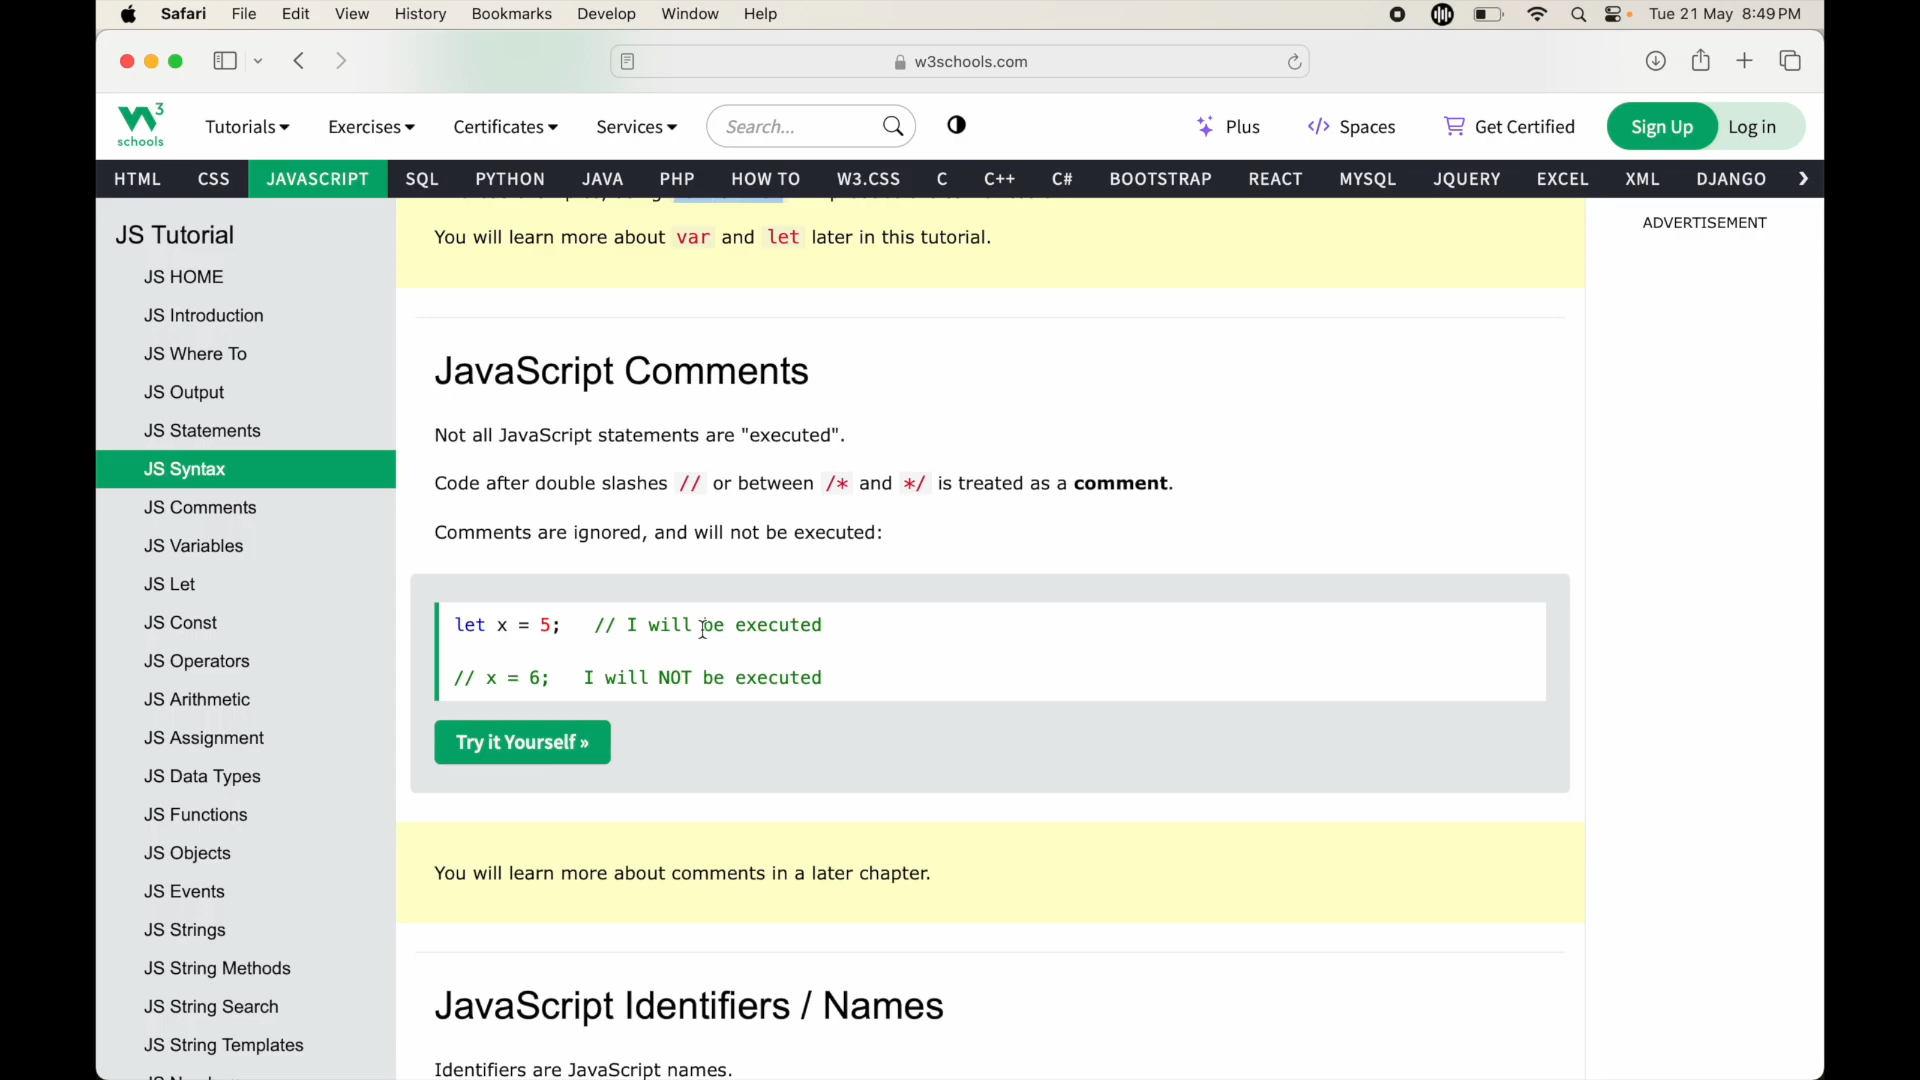 Safari File Edit View History Bookmarks Develop Window Help Tue 21 May 8:49 PM
w3schools.com
W3 schools Tutorials Exercises Certificates Services Search... Plus </> Spaces Get Certified Sign Up Log in
HTML CSS JAVASCRIPT SQL PYTHON JAVA PHP HOW TO W3.CSS C C++ C# BOOTSTRAP REACT MYSQL JQUERY EXCEL XML DJANGO
JS Tutorial
JS HOME
JS Introduction
JS Where To
JS Output
JS Statements
JS Syntax
JS Comments
JS Variables
JS Let
JS Const
JS Operators
JS Arithmetic
JS Assignment
JS Data Types
JS Functions
JS Objects
JS Events
JS Strings
JS String Methods
JS String Search
JS String Templates
You will learn more about var and let later in this tutorial.
JavaScript Comments
Not all JavaScript statements are "executed".
Code after double slashes // or between /* and */ is treated as a comment.
Comments are ignored, and will not be executed:
let x = 5; // I will be executed
// x = 6; I will NOT be executed
Try it Yourself »
You will learn more about comments in a later chapter.
JavaScript Identifiers / Names
Identifiers are JavaScript names.
ADVERTISEMENT